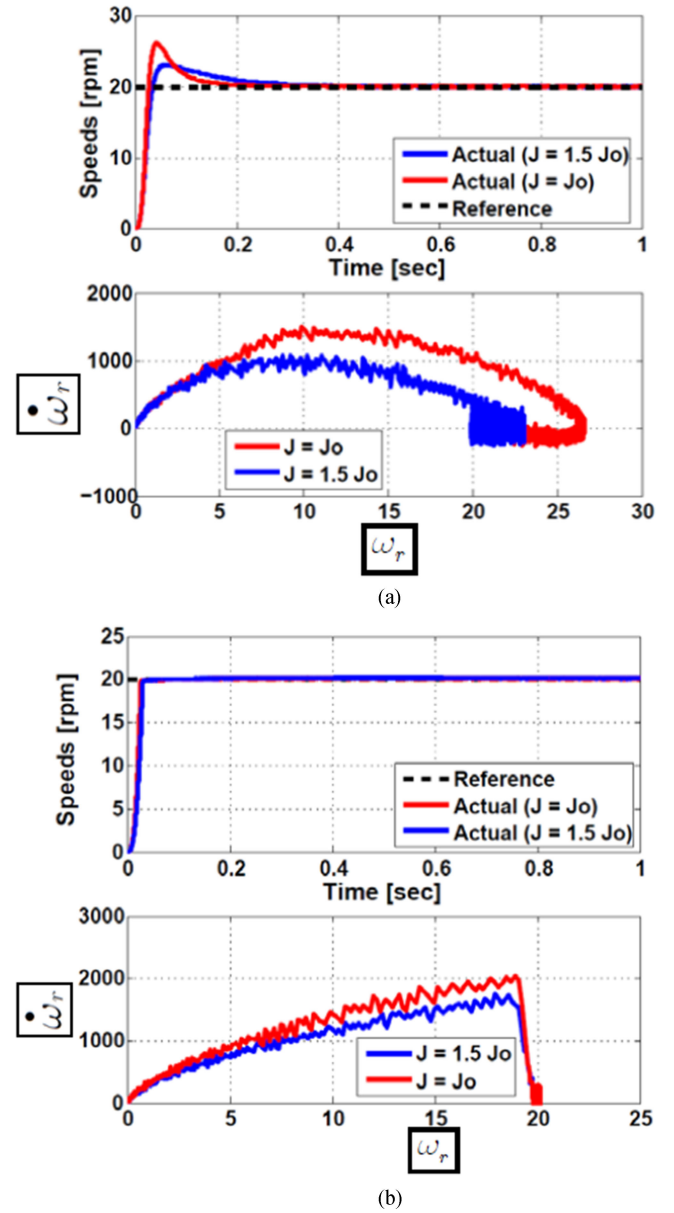 30
20
10
0
Speeds [rpm]
Actual (J = 1.5 Jo)
Actual (J = Jo)
Reference
0 0.2 0.4 0.6 0.8 1
Time [sec]
2000
1000
0
−1000
ω̇r
J = Jo
J = 1.5 Jo
0 5 10 15 20 25 30
ωr
(a)
25
20
15
10
5
0
Speeds [rpm]
Reference
Actual (J = Jo)
Actual (J = 1.5 Jo)
0 0.2 0.4 0.6 0.8 1
Time [sec]
3000
2000
1000
0
ω̇r
J = 1.5 Jo
J = Jo
0 5 10 15 20 25
ωr
(b)